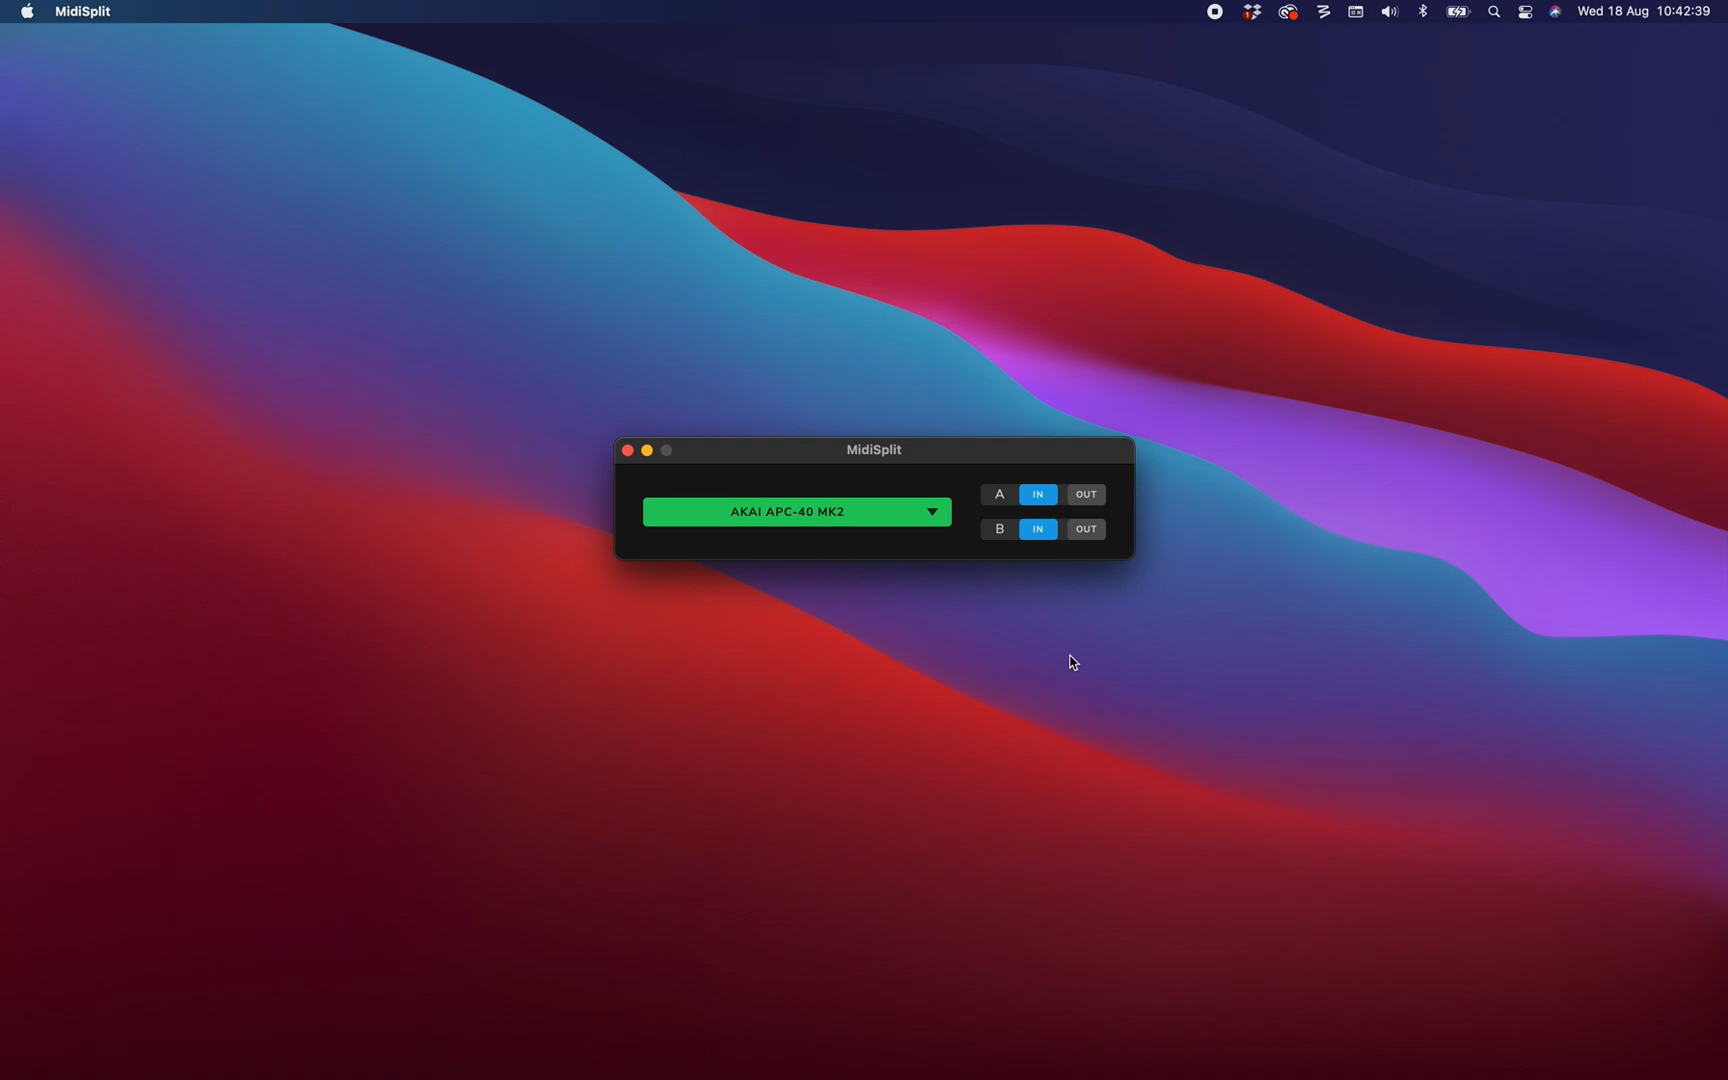 MidiSplit
Wed 18 Aug 10:42:39
MidiSplit
AKAI APC-40 MK2
A IN OUT
B IN OUT